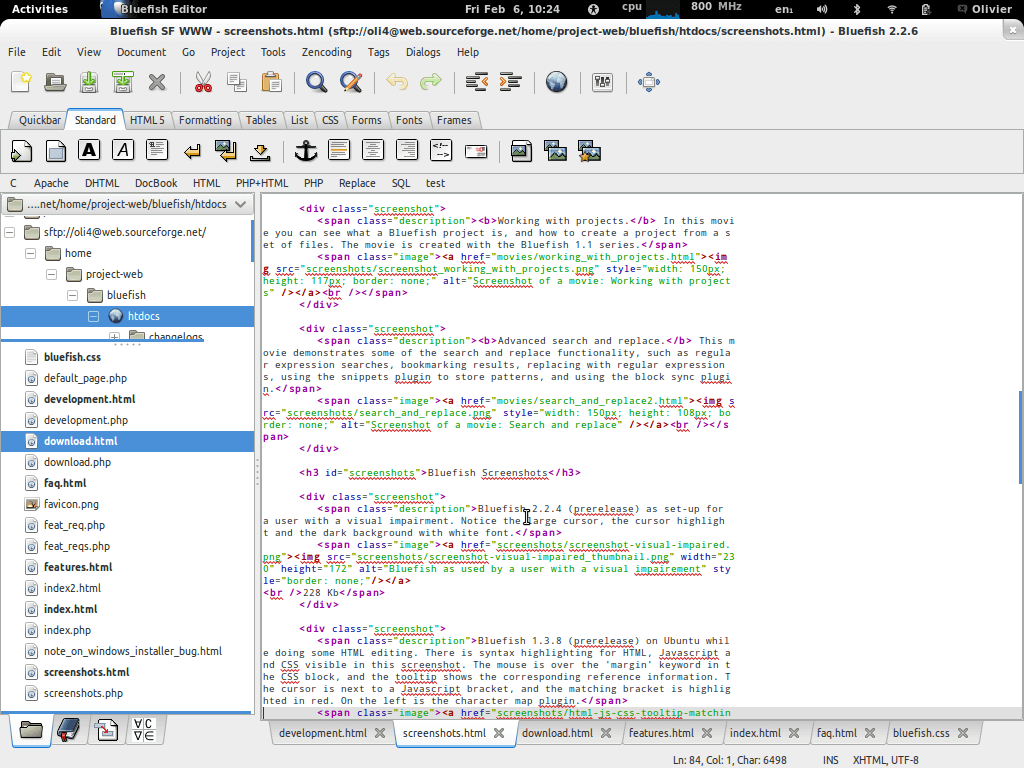 Activities Bluefish Editor Fri Feb 6, 10:24 cpu 800 MHz en₁ Olivier
Bluefish SF WWW - screenshots.html (sftp://oli4@web.sourceforge.net/home/project-web/bluefish/htdocs/screenshots.html) - Bluefish 2.2.6
File Edit View Document Go Project Tools Zencoding Tags Dialogs Help
Quickbar Standard HTML 5 Formatting Tables List CSS Forms Fonts Frames
C Apache DHTML DocBook HTML PHP+HTML PHP Replace SQL test
....net/home/project-web/bluefish/htdocs
sftp://oli4@web.sourceforge.net/
home
project-web
bluefish
htdocs
changelogs
bluefish.css
default_page.php
development.html
development.php
download.html
download.php
faq.html
favicon.png
feat_req.php
feat_reqs.php
features.html
index2.html
index.html
index.php
note_on_windows_installer_bug.html
screenshots.html
screenshots.php
<div class="screenshot">
<span class="description"><b>Working with projects.</b> In this movi
e you can see what a Bluefish project is, and how to create a project from a s
et of files. The movie is created with the Bluefish 1.1 series.</span>
<span class="image"><a href="movies/working_with_projects.html"><im
g src="screenshots/screenshot_working_with_projects.png" style="width: 150px;
height: 117px; border: none;" alt="Screenshot of a movie: Working with project
s" /></a><br /></span>
</div>
<div class="screenshot">
<span class="description"><b>Advanced search and replace.</b> This m
ovie demonstrates some of the search and replace functionality, such as regula
r expression searches, bookmarking results, replacing with regular expression
s, using the snippets plugin to store patterns, and using the block sync plugi
n.</span>
<span class="image"><a href="movies/search_and_replace2.html"><img s
rc="screenshots/search_and_replace.png" style="width: 150px; height: 108px; bo
rder: none;" alt="Screenshot of a movie: Search and replace" /></a><br /></s
pan>
</div>
<h3 id="screenshots">Bluefish Screenshots</h3>
<div class="screenshot">
<span class="description">Bluefish 2.2.4 (prerelease) as set-up for
a user with a visual impairment. Notice the large cursor, the cursor highligh
t and the dark background with white font.</span>
<span class="image"><a href="screenshots/screenshot-visual-impaired.
png"><img src="screenshots/screenshot-visual-impaired_thumbnail.png" width="23
0" height="172" alt="Bluefish as used by a user with a visual impairement" sty
le="border: none;"/></a>
<br />228 Kb</span>
</div>
<div class="screenshot">
<span class="description">Bluefish 1.3.8 (prerelease) on Ubuntu whil
e doing some HTML editing. There is syntax highlighting for HTML, Javascript a
nd CSS visible in this screenshot. The mouse is over the 'margin' keyword in t
he CSS block, and the tooltip shows the corresponding reference information. T
he cursor is next to a Javascript bracket, and the matching bracket is highlig
hted in red. On the left is the character map plugin.</span>
<span class="image"><a href="screenshots/html-js-css-tooltip-matchin
development.html screenshots.html download.html features.html index.html faq.html bluefish.css
Ln: 84, Col: 1, Char: 6498 INS XHTML, UTF-8